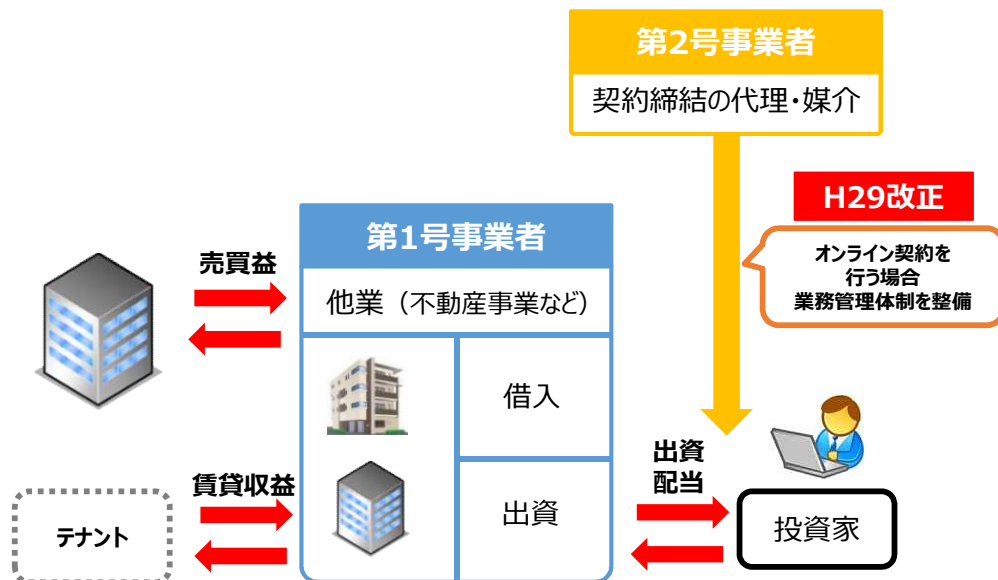 第2号事業者
契約締結の代理・媒介
H29改正
オンライン契約を
行う場合
業務管理体制を整備
第1号事業者
他業（不動産事業など）
売買益
借入
出資
賃貸収益
テナント
出資
配当
投資家